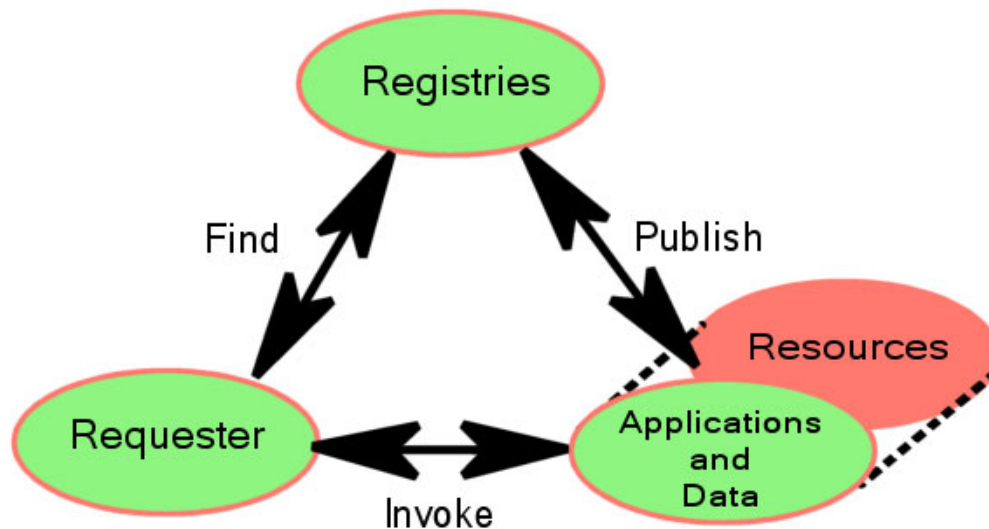 Registries
Find
Publish
Resources
Requester
Applications
and
Data
Invoke